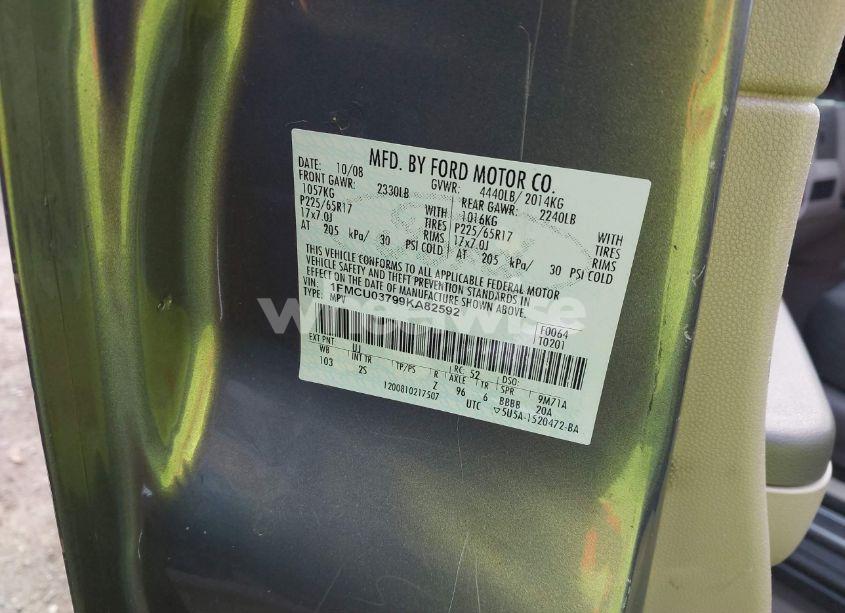 MFD. BY FORD MOTOR CO.
DATE: 10/08 GVWR: 4440LB/ 2014KG
FRONT GAWR: 2330LB REAR GAWR: 2240LB
1057KG WITH 1016KG WITH
P225/65R17 TIRES P225/65R17 TIRES
17x7.0J RIMS 17x7.0J RIMS
AT 205 kPa/ 30 PSI COLD AT 205 kPa/ 30 PSI COLD
THIS VEHICLE CONFORMS TO ALL APPLICABLE FEDERAL MOTOR
VEHICLE SAFETY AND THEFT PREVENTION STANDARDS IN
EFFECT ON THE DATE OF MANUFACTURE SHOWN ABOVE.
VIN: 1FMCU03799KA82592
TYPE: MPV
F0064
T0201
EXT PNT UJ RC: 52 DSO:
WB INT TR TP/PS R AXLE TR SPR 9M71A
103 2S Z 96 6 BBBB 20A
1200810217507 UTC ▽5U5A-1520472-BA
wheelwise